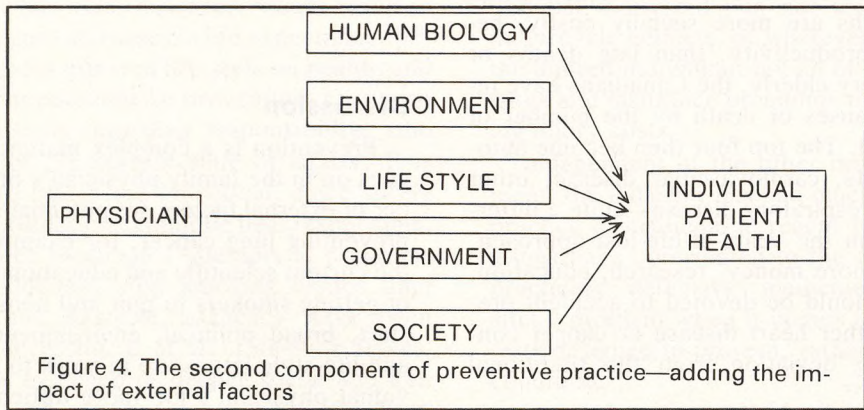 HUMAN BIOLOGY
ENVIRONMENT
LIFE STYLE
PHYSICIAN
GOVERNMENT
SOCIETY
INDIVIDUAL
PATIENT
HEALTH
Figure 4. The second component of preventive practice—adding the im-
pact of external factors